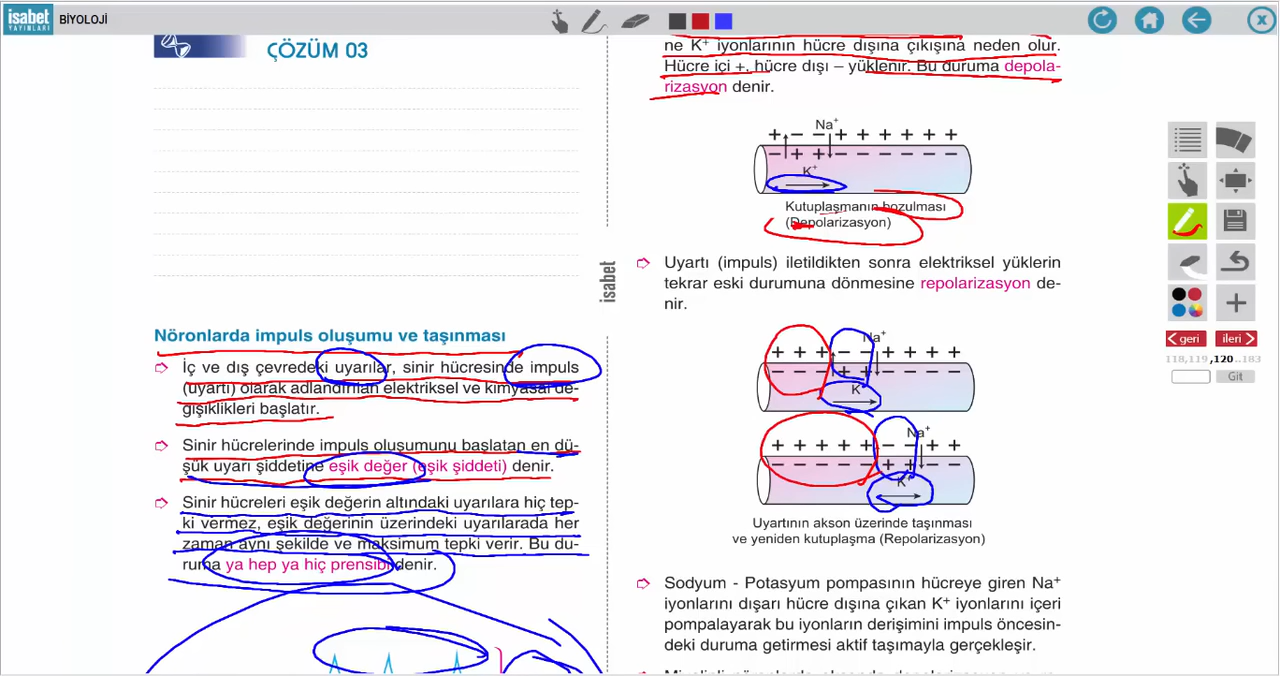 isabet
YAYINLARI
BİYOLOJİ
ÇÖZÜM 03
Nöronlarda impuls oluşumu ve taşınması
İç ve dış çevredeki uyarılar, sinir hücresinde impuls
(uyartı) olarak adlandırılan elektriksel ve kimyasal de-
ğişiklikleri başlatır.
Sinir hücrelerinde impuls oluşumunu başlatan en dü-
şük uyarı şiddetine eşik değer (eşik şiddeti) denir.
Sinir hücreleri eşik değerin altındaki uyarılara hiç tep-
ki vermez, eşik değerinin üzerindeki uyarılarada her
zaman aynı şekilde ve maksimum tepki verir. Bu du-
ruma ya hep ya hiç prensibi denir.
isabet
ne K+ iyonlarının hücre dışına çıkışına neden olur.
Hücre içi +, hücre dışı – yüklenir. Bu duruma depola-
rizasyon denir.
Na+
+ – – + + + + + +
– + + – – – – – –
K+
Kutuplaşmanın bozulması
(Depolarizasyon)
Uyartı (impuls) iletildikten sonra elektriksel yüklerin
tekrar eski durumuna dönmesine repolarizasyon de-
nir.
Na+
+ + + – – + + + +
– – – + + – – – –
K
Na+
+ + + + + – – + +
– – – – – + + – –
K+
Uyartının akson üzerinde taşınması
ve yeniden kutuplaşma (Repolarizasyon)
Sodyum - Potasyum pompasının hücreye giren Na+
iyonlarını dışarı hücre dışına çıkan K+ iyonlarını içeri
pompalayarak bu iyonların derişimini impuls öncesin-
deki duruma getirmesi aktif taşımayla gerçekleşir.
geri
ileri
118,119,120..183
Git